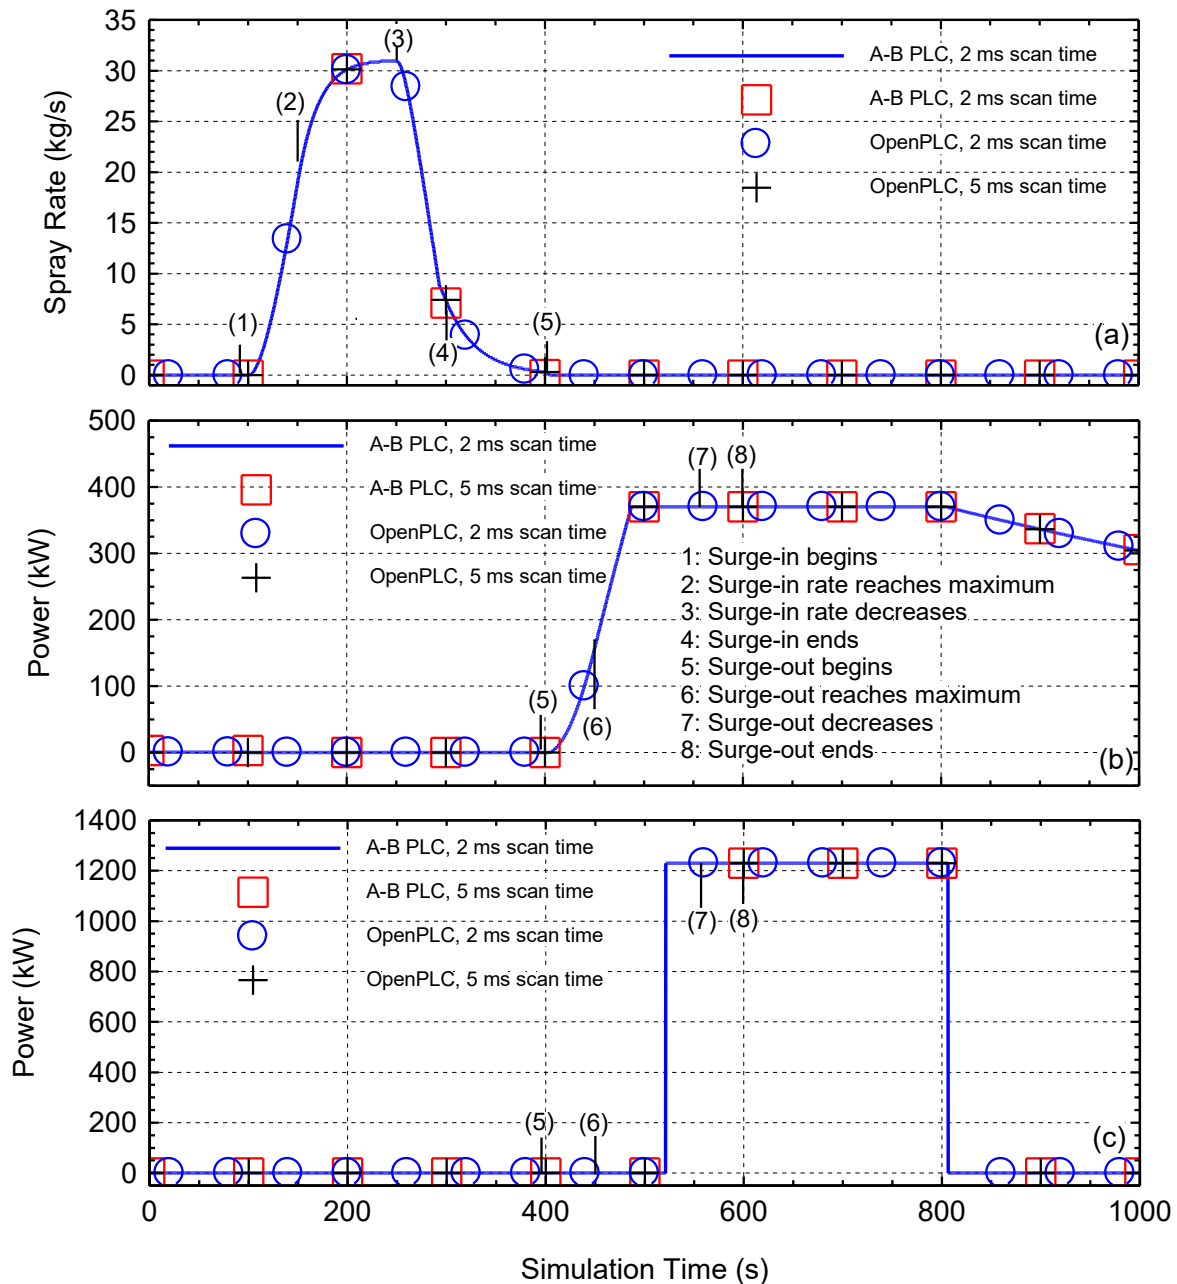 35
30
25
20
15
10
5
0
Spray Rate (kg/s)
(1)
(2)
(3)
(4)
(5)
A-B PLC, 2 ms scan time
A-B PLC, 2 ms scan time
OpenPLC, 2 ms scan time
OpenPLC, 5 ms scan time
(a)
500
400
300
200
100
0
Power (kW)
A-B PLC, 2 ms scan time
A-B PLC, 5 ms scan time
OpenPLC, 2 ms scan time
OpenPLC, 5 ms scan time
(5)
(6)
(7)
(8)
1: Surge-in begins
2: Surge-in rate reaches maximum
3: Surge-in rate decreases
4: Surge-in ends
5: Surge-out begins
6: Surge-out reaches maximum
7: Surge-out decreases
8: Surge-out ends
(b)
1400
1200
1000
800
600
400
200
0
Power (kW)
A-B PLC, 2 ms scan time
A-B PLC, 5 ms scan time
OpenPLC, 2 ms scan time
OpenPLC, 5 ms scan time
(5)
(6)
(7)
(8)
(c)
0 200 400 600 800 1000
Simulation Time (s)